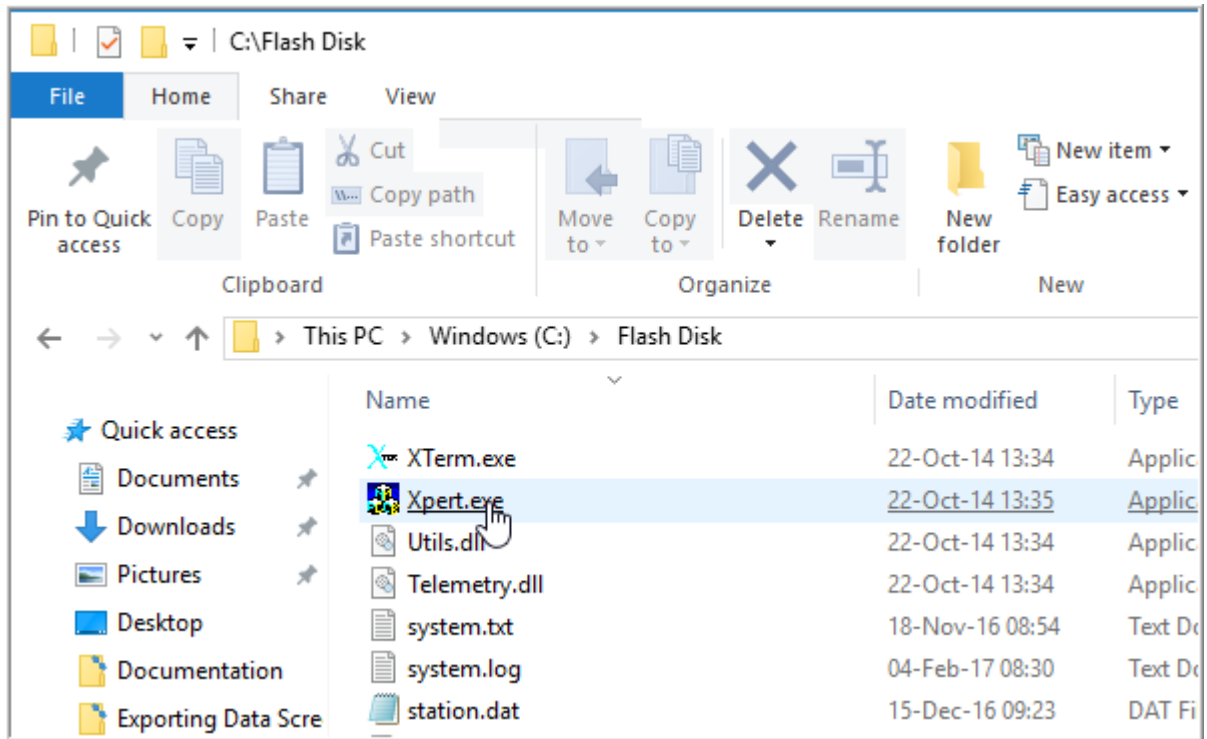 C:\Flash Disk
File Home Share View
Pin to Quick access
Copy
Paste
Cut
Copy path
Paste shortcut
Move to
Copy to
Delete
Rename
New folder
New item
Easy access
Clipboard Organize New
This PC > Windows (C:) > Flash Disk
Name Date modified Type
Quick access
Documents
Downloads
Pictures
Desktop
Documentation
Exporting Data Scre
XTerm.exe 22-Oct-14 13:34 Applic
Xpert.exe 22-Oct-14 13:35 Applic
Utils.dll 22-Oct-14 13:34 Applic
Telemetry.dll 22-Oct-14 13:34 Applic
system.txt 18-Nov-16 08:54 Text Do
system.log 04-Feb-17 08:30 Text Do
station.dat 15-Dec-16 09:23 DAT Fi